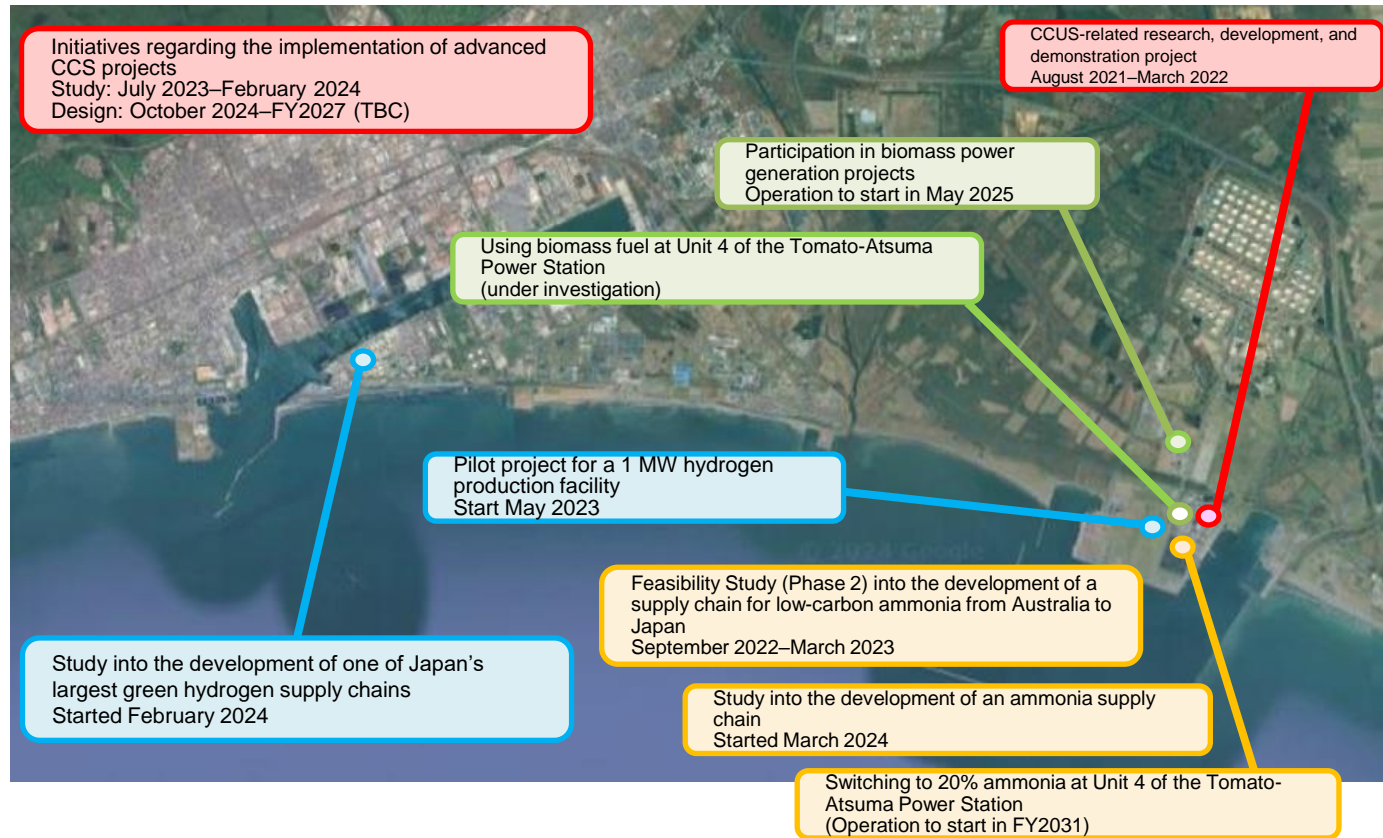 Initiatives regarding the implementation of advanced
CCS projects
Study: July 2023–February 2024
Design: October 2024–FY2027 (TBC)
CCUS-related research, development, and
demonstration project
August 2021–March 2022
Participation in biomass power
generation projects
Operation to start in May 2025
Using biomass fuel at Unit 4 of the Tomato-Atsuma
Power Station
(under investigation)
Pilot project for a 1 MW hydrogen
production facility
Start May 2023
© 2024 Google
Feasibility Study (Phase 2) into the development of a
supply chain for low-carbon ammonia from Australia to
Japan
September 2022–March 2023
Study into the development of one of Japan’s
largest green hydrogen supply chains
Started February 2024
Study into the development of an ammonia supply
chain
Started March 2024
Switching to 20% ammonia at Unit 4 of the Tomato-
Atsuma Power Station
(Operation to start in FY2031)